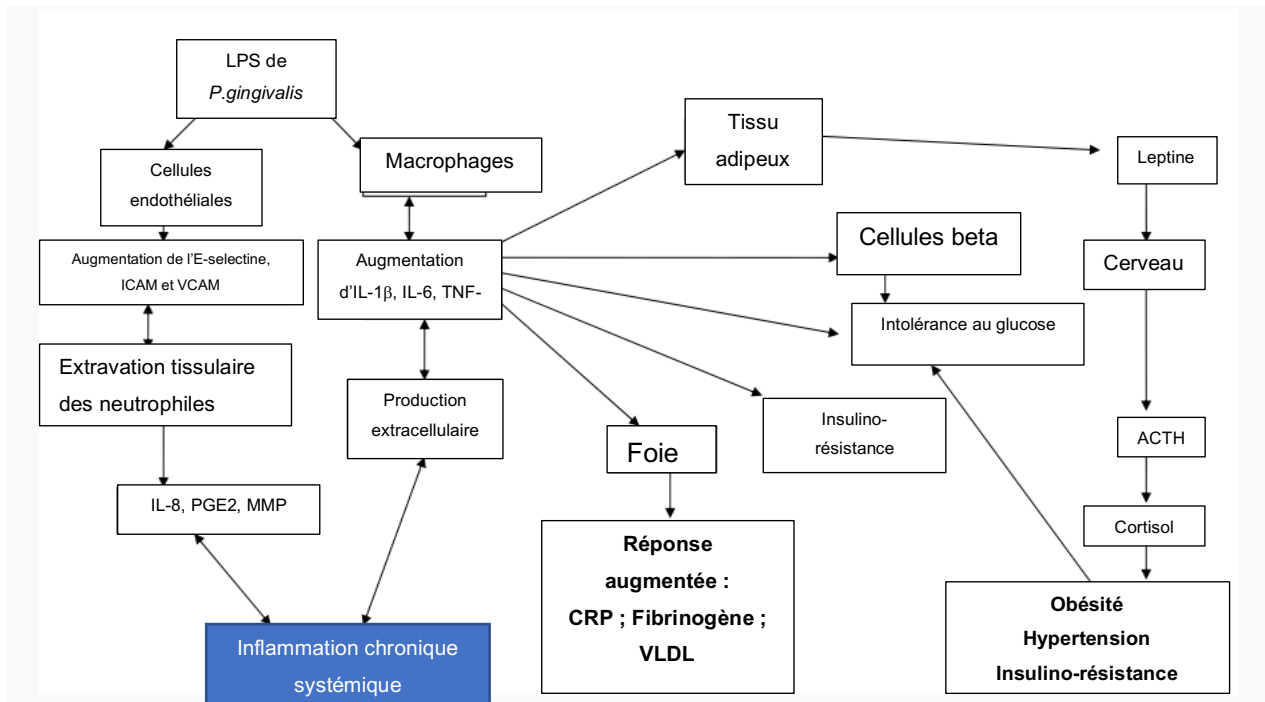 LPS de
P.gingivalis
Cellules
endothéliales
Macrophages
Augmentation de l'E-selectine,
ICAM et VCAM
Augmentation
d'IL-1β, IL-6, TNF-
Extravation tissulaire
des neutrophiles
Production
extracellulaire
IL-8, PGE2, MMP
Inflammation chronique
systémique
Tissu
adipeux
Cellules beta
Intolérance au glucose
Insulino-
résistance
Foie
Réponse
augmentée :
CRP ; Fibrinogène ;
VLDL
Leptine
Cerveau
ACTH
Cortisol
Obésité
Hypertension
Insulino-résistance